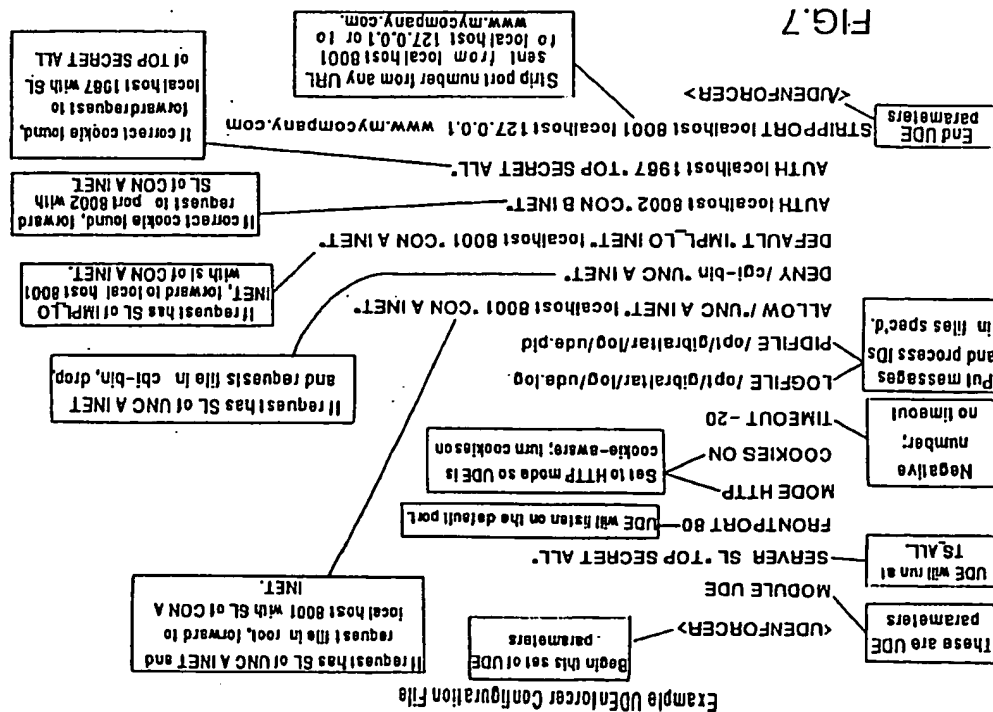 Example UDEnforcer Configuration File
Begin this set of UDE
parameters.
<UDENFORCER>
These are UDE
parameters
MODULE UDE
UDE will run at
TS_ALL
SERVER SL "TOP SECRET ALL"
If request has SL of UNC A INET and
request file in root, forward to
local host 8001 with SL of CON A
INET.
FRONTPORT 80
UDE will listen on the default port.
MODE HTTP
COOKIES ON
Set to HTTP mode so UDE is
cookie-aware; turn cookies on
Negative
number;
no timeout
TIMEOUT -20
LOGFILE /opt/gibraltar/log/ude.log
PIDFILE /opt/gibraltar/log/ude.pid
Put messages
and process IDs
in files spec'd.
ALLOW / "UNC A INET" localhost 8001 "CON A INET"
DENY /cgi-bin "UNC A INET"
If request has SL of UNC A INET
and requests file in cbi-bin, drop,
DEFAULT "IMPL_LO INET" localhost 8001 "CON A INET"
If request has SL of IMPL_LO
INET, forward to local host 8001
with sl of CON A INET.
AUTH localhost 8002 "CON B INET"
If correct cookie found, forward
request to port 8002 with
SL of CON A INET
AUTH localhost 1967 "TOP SECRET ALL"
If correct cookie found,
forward request to
localhost 1967 with SL
of TOP SECRET ALL
STRIPPORT localhost 8001 localhost 127.0.0.1 www.mycompany.com
End UDE
parameters
</UDENFORCER>
Strip port number from any URL
sent from localhost 8001
to localhost 127.0.0.1 or to
www.mycompany.com.
FIG.7